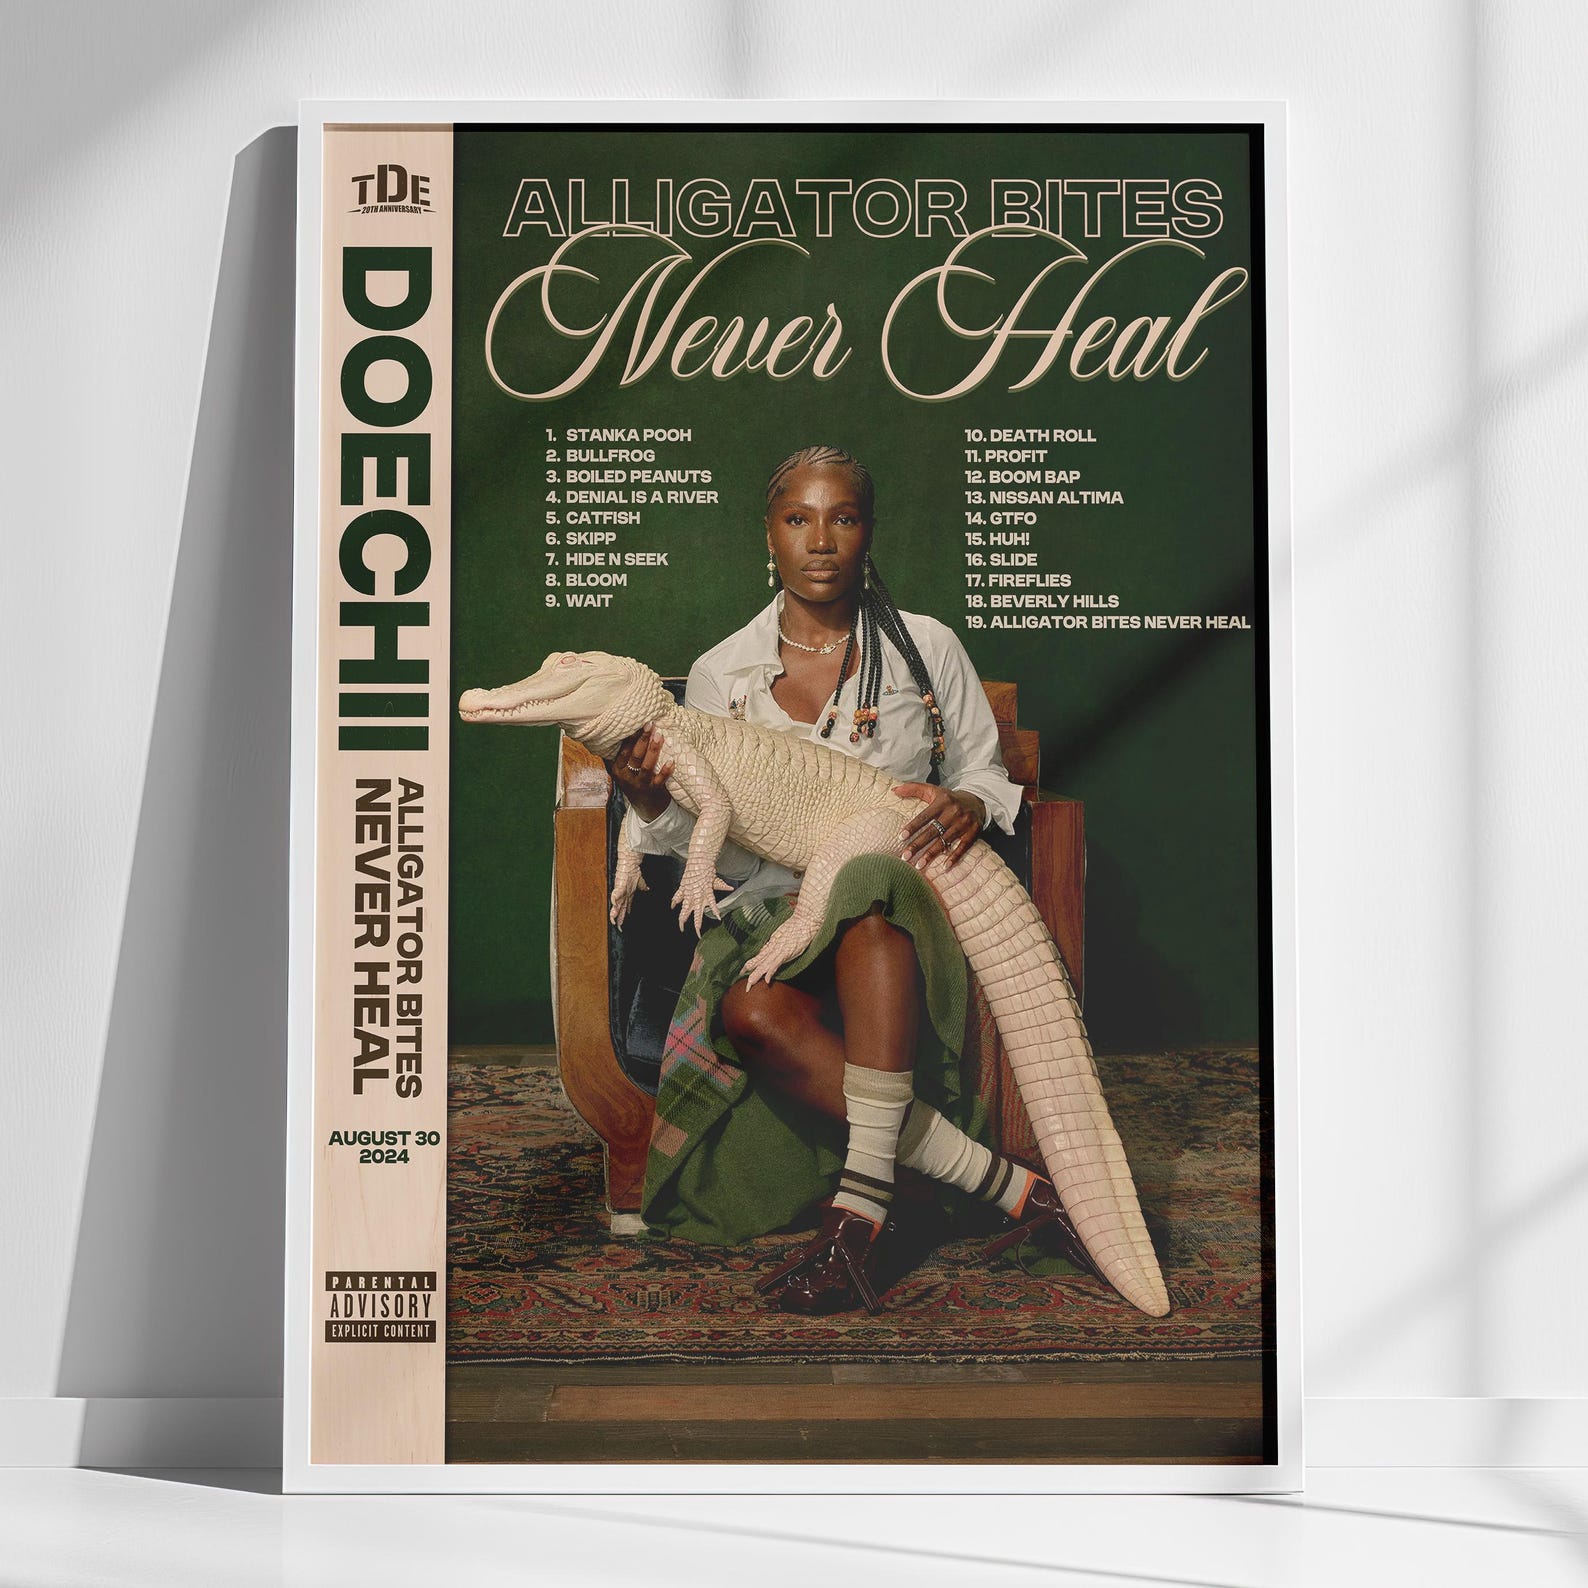 TDE
20TH ANNIVERSARY
DOECHII
ALLIGATOR BITES
NEVER HEAL
AUGUST 30
2024
PARENTAL
ADVISORY
EXPLICIT CONTENT
ALLIGATOR BITES
Never Heal
1. STANKA POOH
2. BULLFROG
3. BOILED PEANUTS
4. DENIAL IS A RIVER
5. CATFISH
6. SKIPP
7. HIDE N SEEK
8. BLOOM
9. WAIT
10. DEATH ROLL
11. PROFIT
12. BOOM BAP
13. NISSAN ALTIMA
14. GTFO
15. HUH!
16. SLIDE
17. FIREFLIES
18. BEVERLY HILLS
19. ALLIGATOR BITES NEVER HEAL